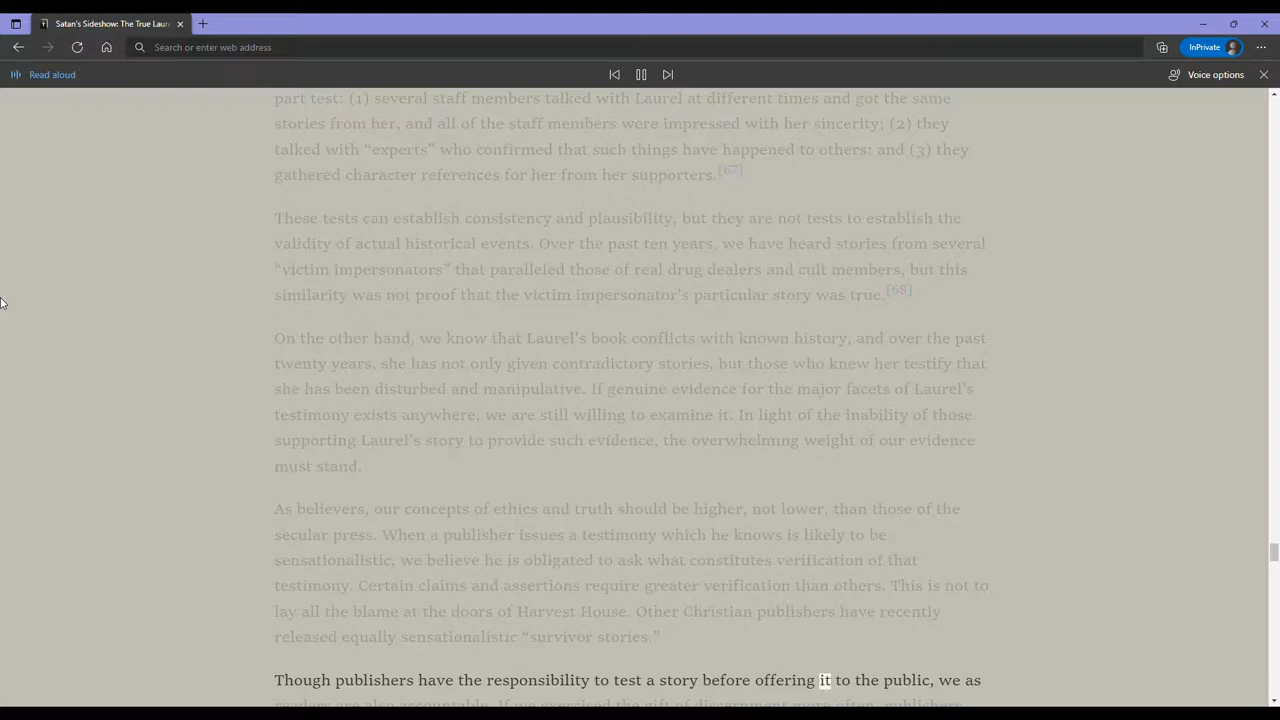 Satan's Sideshow: The True Laur
Search or enter web address
InPrivate
Read aloud
Voice options
part test: (1) several staff members talked with Laurel at different times and got the same
stories from her, and all of the staff members were impressed with her sincerity; (2) they
talked with “experts” who confirmed that such things have happened to others: and (3) they
gathered character references for her from her supporters.[67]
These tests can establish consistency and plausibility, but they are not tests to establish the
validity of actual historical events. Over the past ten years, we have heard stories from several
“victim impersonators” that paralleled those of real drug dealers and cult members, but this
similarity was not proof that the victim impersonator’s particular story was true.[68]
On the other hand, we know that Laurel’s book conflicts with known history, and over the past
twenty years, she has not only given contradictory stories, but those who knew her testify that
she has been disturbed and manipulative. If genuine evidence for the major facets of Laurel’s
testimony exists anywhere, we are still willing to examine it. In light of the inability of those
supporting Laurel’s story to provide such evidence, the overwhelmung weight of our evidence
must stand.
As believers, our concepts of ethics and truth should be higher, not lower, than those of the
secular press. When a publisher issues a testimony which he knows is likely to be
sensationalistic, we believe he is obligated to ask what constitutes verification of that
testimony. Certain claims and assertions require greater verification than others. This is not to
lay all the blame at the doors of Harvest House. Other Christian publishers have recently
released equally sensationalistic “survivor stories.”
Though publishers have the responsibility to test a story before offering it to the public, we as
readers are also accountable. If we exercised the gift of discernment more often, publishers